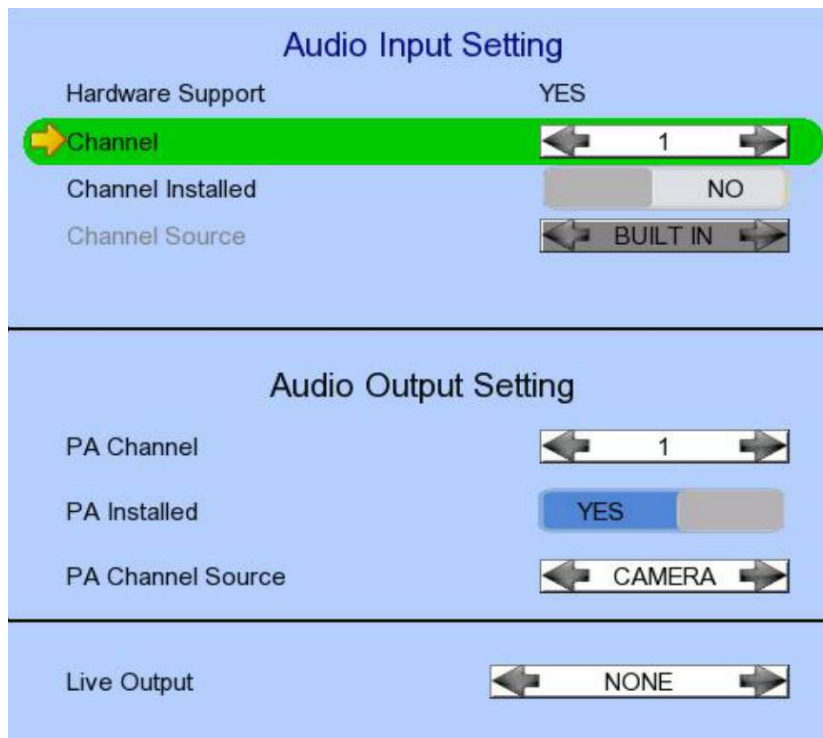 Audio Input Setting
Hardware Support YES
Channel 1
Channel Installed NO
Channel Source BUILT IN
Audio Output Setting
PA Channel 1
PA Installed YES
PA Channel Source CAMERA
Live Output NONE